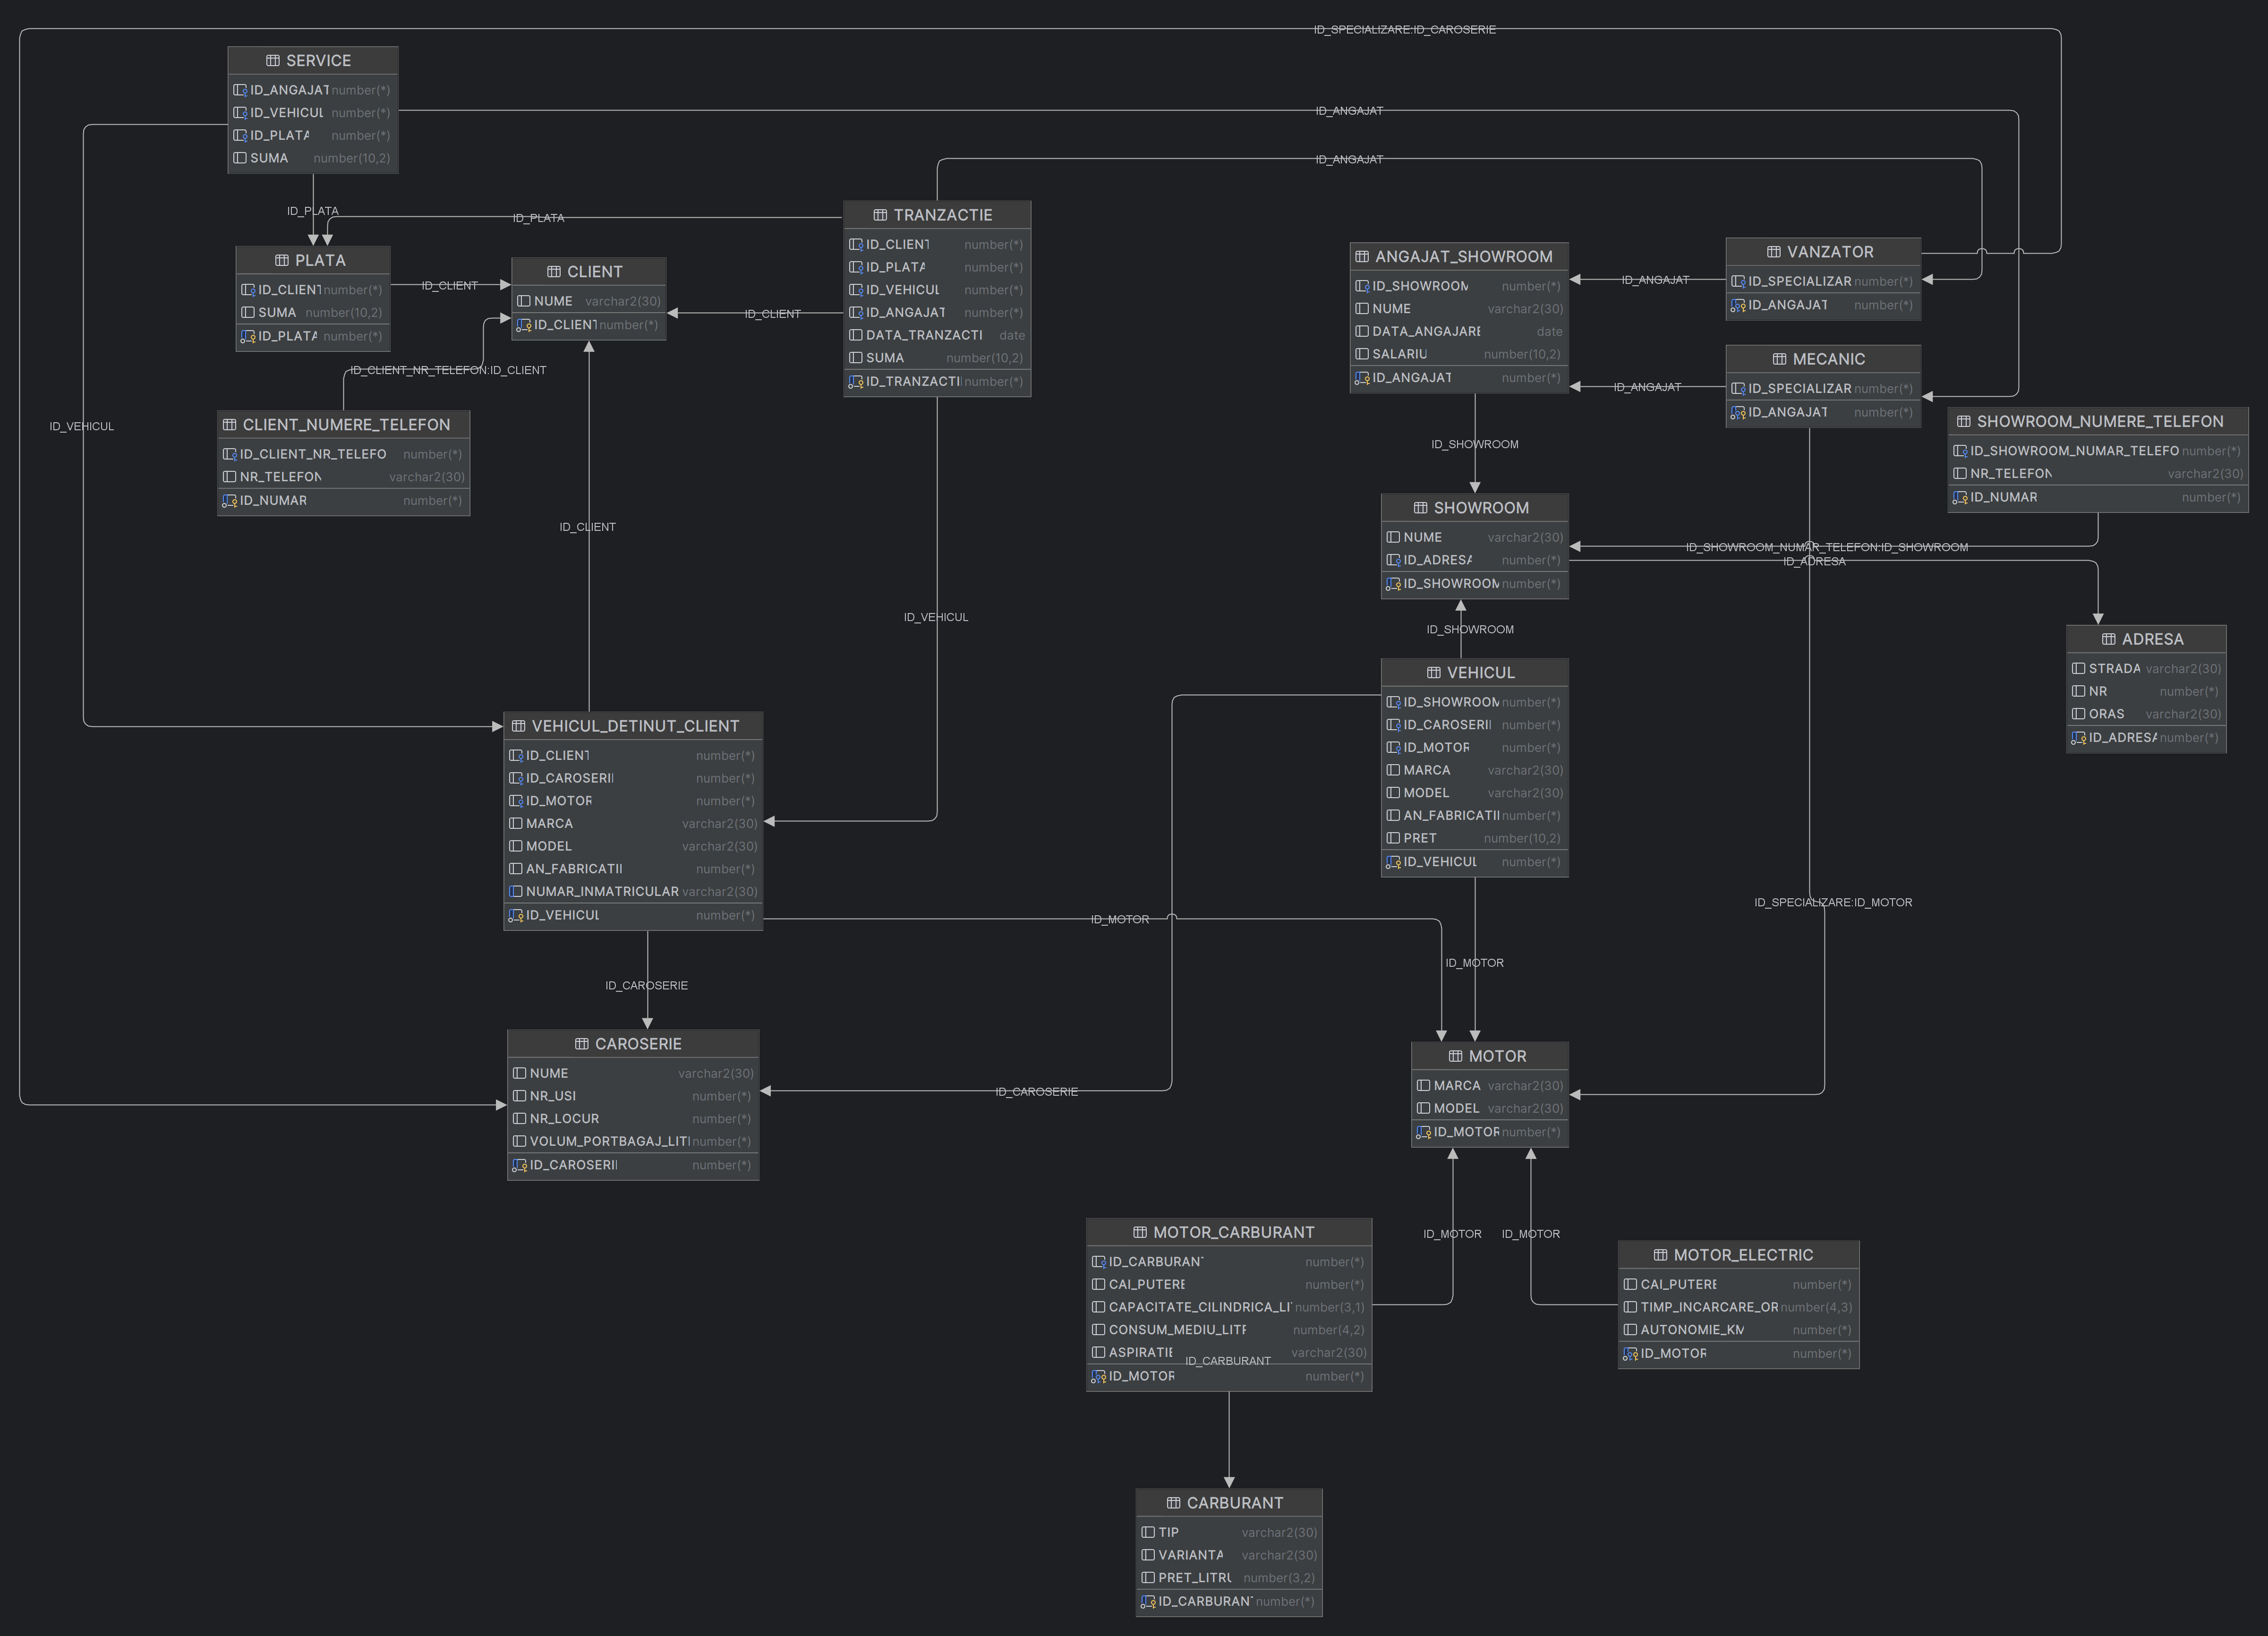 ID_SPECIALIZARE:ID_CAROSERIE
SERVICE
ID_ANGAJAT number(*)
ID_VEHICUL number(*)
ID_PLATA number(*)
SUMA number(10,2)
ID_ANGAJAT
ID_ANGAJAT
ID_PLATA
ID_PLATA
TRANZACTIE
ID_CLIENT number(*)
ID_PLATA number(*)
ID_VEHICUL number(*)
ID_ANGAJAT number(*)
DATA_TRANZACTI date
SUMA number(10,2)
ID_TRANZACTI number(*)
PLATA
ID_CLIENT number(*)
SUMA number(10,2)
ID_PLATA number(*)
ID_CLIENT
CLIENT
NUME varchar2(30)
ID_CLIENT number(*)
ID_CLIENT
ANGAJAT_SHOWROOM
ID_SHOWROOM number(*)
NUME varchar2(30)
DATA_ANGAJARE date
SALARIU number(10,2)
ID_ANGAJAT number(*)
ID_ANGAJAT
VANZATOR
ID_SPECIALIZAR number(*)
ID_ANGAJAT number(*)
ID_ANGAJAT
MECANIC
ID_SPECIALIZAR number(*)
ID_ANGAJAT number(*)
ID_CLIENT_NR_TELEFON:ID_CLIENT
CLIENT_NUMERE_TELEFON
ID_CLIENT_NR_TELEFO number(*)
NR_TELEFON varchar2(30)
ID_NUMAR number(*)
ID_VEHICUL
SHOWROOM_NUMERE_TELEFON
ID_SHOWROOM_NUMAR_TELEFO number(*)
NR_TELEFON varchar2(30)
ID_NUMAR number(*)
ID_SHOWROOM
SHOWROOM
NUME varchar2(30)
ID_ADRESA number(*)
ID_SHOWROOM number(*)
ID_SHOWROOM_NUMAR_TELEFON:ID_SHOWROOM
ID_ADRESA
ID_CLIENT
ID_VEHICUL
ID_SHOWROOM
ADRESA
STRADA varchar2(30)
NR number(*)
ORAS varchar2(30)
ID_ADRESA number(*)
VEHICUL
ID_SHOWROOM number(*)
ID_CAROSERI number(*)
ID_MOTOR number(*)
MARCA varchar2(30)
MODEL varchar2(30)
AN_FABRICATI number(*)
PRET number(10,2)
ID_VEHICUL number(*)
VEHICUL_DETINUT_CLIENT
ID_CLIENT number(*)
ID_CAROSERI number(*)
ID_MOTOR number(*)
MARCA varchar2(30)
MODEL varchar2(30)
AN_FABRICATI number(*)
NUMAR_INMATRICULAR varchar2(30)
ID_VEHICUL number(*)
ID_SPECIALIZARE:ID_MOTOR
ID_MOTOR
ID_MOTOR
ID_CAROSERIE
CAROSERIE
NUME varchar2(30)
NR_USI number(*)
NR_LOCUR number(*)
VOLUM_PORTBAGAJ_LIT number(*)
ID_CAROSERI number(*)
ID_CAROSERIE
MOTOR
MARCA varchar2(30)
MODEL varchar2(30)
ID_MOTOR number(*)
ID_MOTOR
ID_MOTOR
MOTOR_CARBURANT
ID_CARBURANT number(*)
CAI_PUTERE number(*)
CAPACITATE_CILINDRICA_LI number(3,1)
CONSUM_MEDIU_LITR number(4,2)
ASPIRATIE varchar2(30)
ID_CARBURANT
ID_MOTOR number(*)
MOTOR_ELECTRIC
CAI_PUTERE number(*)
TIMP_INCARCARE_OR number(4,3)
AUTONOMIE_KM number(*)
ID_MOTOR number(*)
CARBURANT
TIP varchar2(30)
VARIANTA varchar2(30)
PRET_LITRU number(3,2)
ID_CARBURANT number(*)